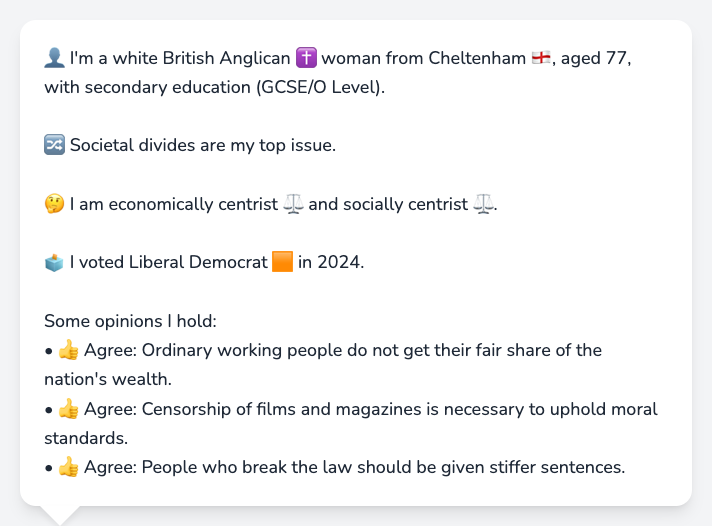 👤 I'm a white British Anglican ✝️ woman from Cheltenham 🏴󠁧󠁢󠁥󠁮󠁧󠁿, aged 77,
with secondary education (GCSE/O Level).
🔀 Societal divides are my top issue.
🤔 I am economically centrist ⚖️ and socially centrist ⚖️.
🗳️ I voted Liberal Democrat 🟧 in 2024.
Some opinions I hold:
• 👍 Agree: Ordinary working people do not get their fair share of the
nation's wealth.
• 👍 Agree: Censorship of films and magazines is necessary to uphold moral
standards.
• 👍 Agree: People who break the law should be given stiffer sentences.